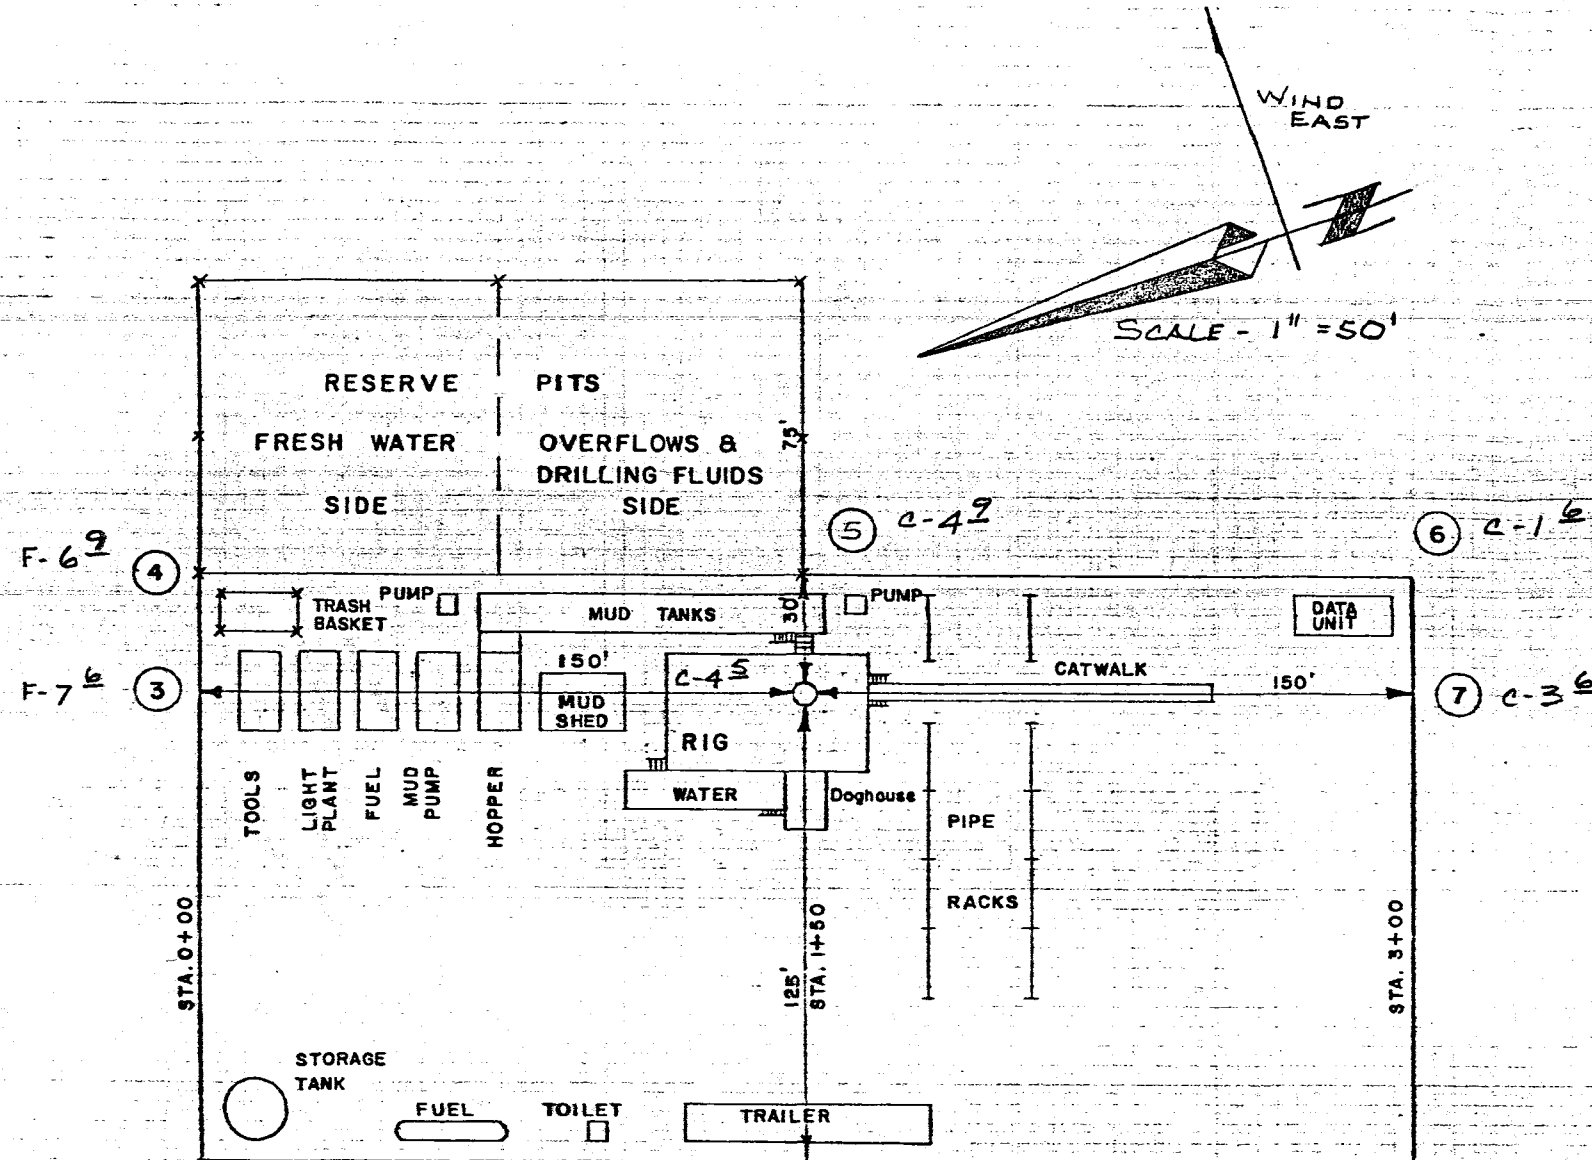 WIND
EAST
SCALE - 1" = 50'
RESERVE PITS
FRESH WATER
SIDE
OVERFLOWS &
DRILLING FLUIDS
SIDE
75'
5 C-4 9
6 C-1 6
F-6 9
4
TRASH
BASKET
PUMP
MUD TANKS
30'
PUMP
DATA
UNIT
F-7 6
3
150'
MUD
SHED
C-4 5
RIG
CATWALK
150'
7 C-3 6
TOOLS
LIGHT
PLANT
FUEL
MUD
PUMP
HOPPER
WATER
Doghouse
PIPE
RACKS
STA. 0+00
125'
STA. 1+50
STA. 3+00
STORAGE
TANK
FUEL
TOILET
TRAILER